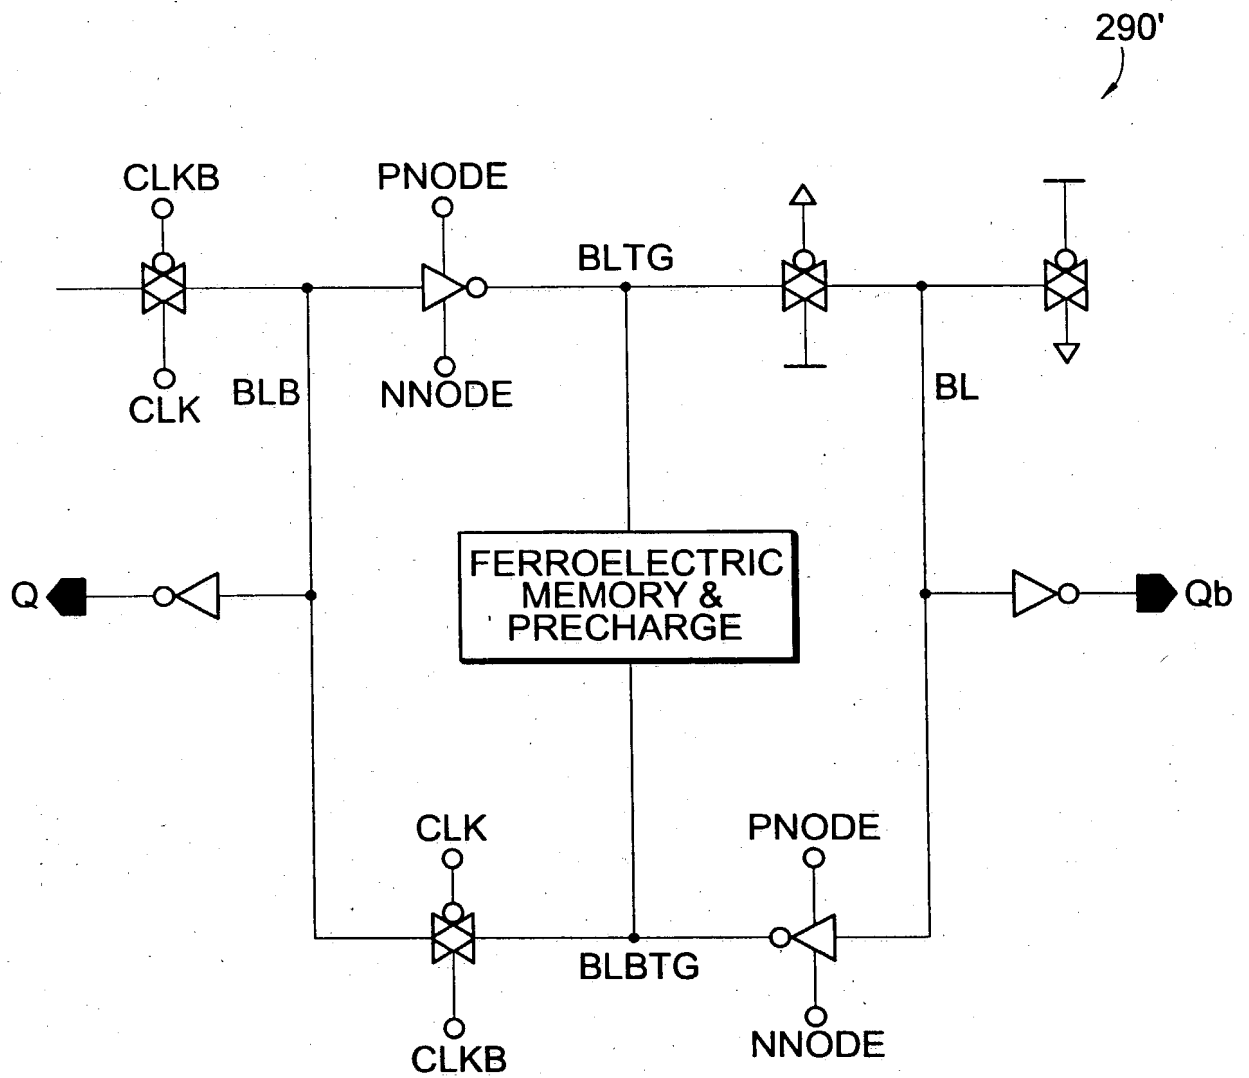 290'
CLKB
PNODE
BLTG
CLK
BLB
NNODE
BL
Q
FERROELECTRIC
MEMORY &
PRECHARGE
Qb
CLK
PNODE
BLBTG
CLKB
NNODE